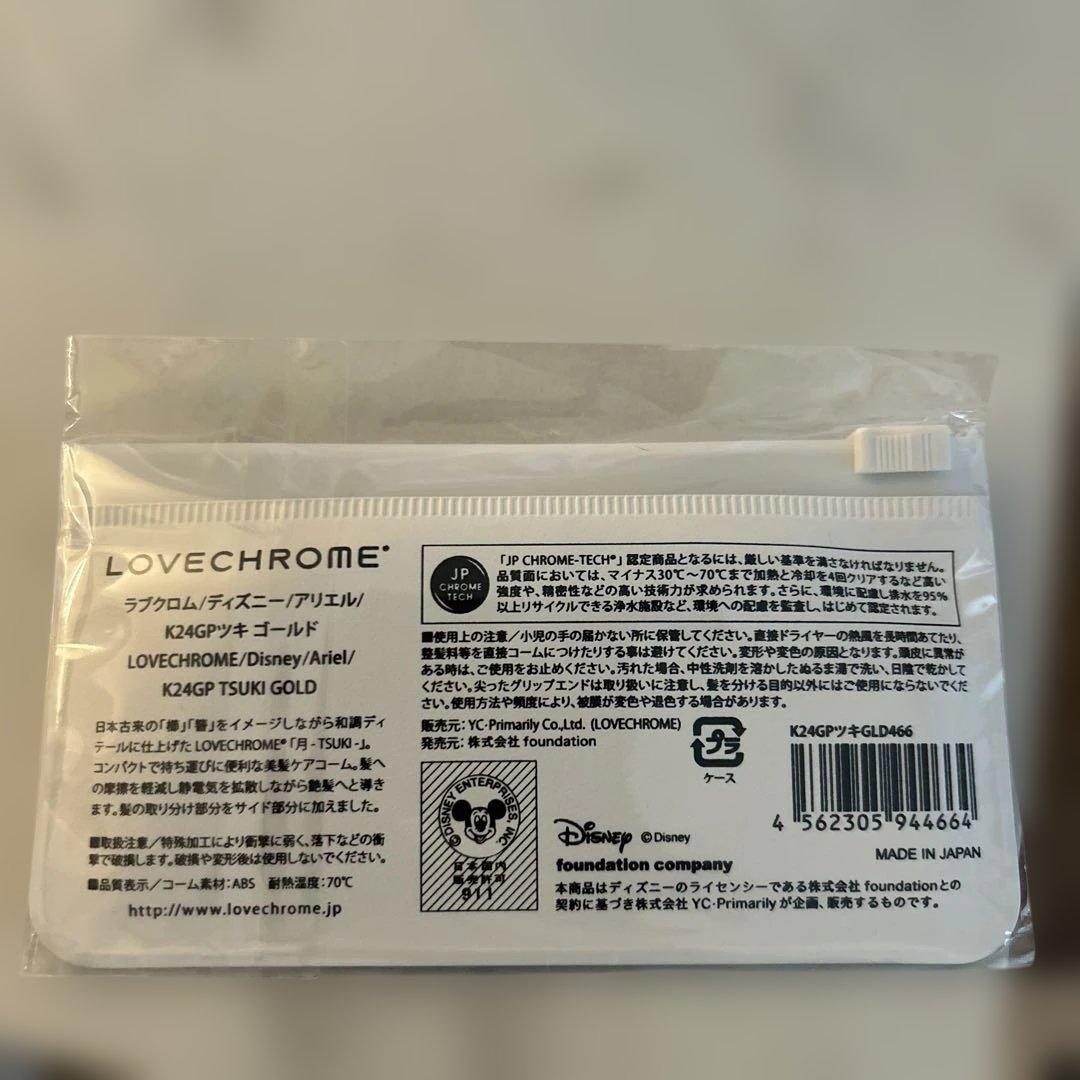 LOVECHROME®
ラブクロム/ディズニー/アリエル/
K24GPツキ ゴールド
LOVECHROME/Disney/Ariel/
K24GP TSUKI GOLD
日本古来の「櫛」「簪」をイメージしながら和調ディ
テールに仕上げた LOVECHROME®「月 - TSUKI -」。
コンパクトで持ち運びに便利な美髪ケアコーム。髪へ
の摩擦を軽減し静電気を拡散しながら艶髪へと導き
ます。髪の取り分け部分をサイド部分に加えました。
■取扱注意／特殊加工により衝撃に弱く、落下などの衝
撃で破損します。破損や変形後は使用しないでください。
■品質表示／コーム素材：ABS 耐熱温度：70℃
http://www.lovechrome.jp
JP
CHROME
TECH
「JP CHROME-TECH®」認定商品となるには、厳しい基準を満さなければなりません。
品質面においては、マイナス30℃〜70℃まで加熱と冷却を4回クリアするなど高い
強度や、精密性などの高い技術力が求められます。さらに、環境に配慮し排水を95%
以上リサイクルできる浄水施設など、環境への配慮を監査し、はじめて認定されます。
■使用上の注意／小児の手の届かない所に保管してください。直接ドライヤーの熱風を長時間あてたり、
整髪料等を直接コームにつけたりする事は避けてください。変形や変色の原因となります。頭皮に異常が
ある時は、ご使用をお止めください。汚れた場合、中性洗剤を溶かしたぬるま湯で洗い、日陰で乾かして
ください。尖ったグリップエンドは取り扱いに注意し、髪を分ける目的以外にはご使用にならないでくだ
さい。使用方法や頻度により、被膜が変色や退色する場合があります。
販売元：YC・Primarily Co.,Ltd. (LOVECHROME)
発売元：株式会社 foundation
プラ
ケース
K24GPツキGLD466
4 562305 944664
MADE IN JAPAN
©DISNEY ENTERPRISES, INC.
日本国内
販売許可
911
Disney ©Disney
foundation company
本商品はディズニーのライセンシーである株式会社 foundationとの
契約に基づき株式会社 YC・Primarilyが企画、販売するものです。